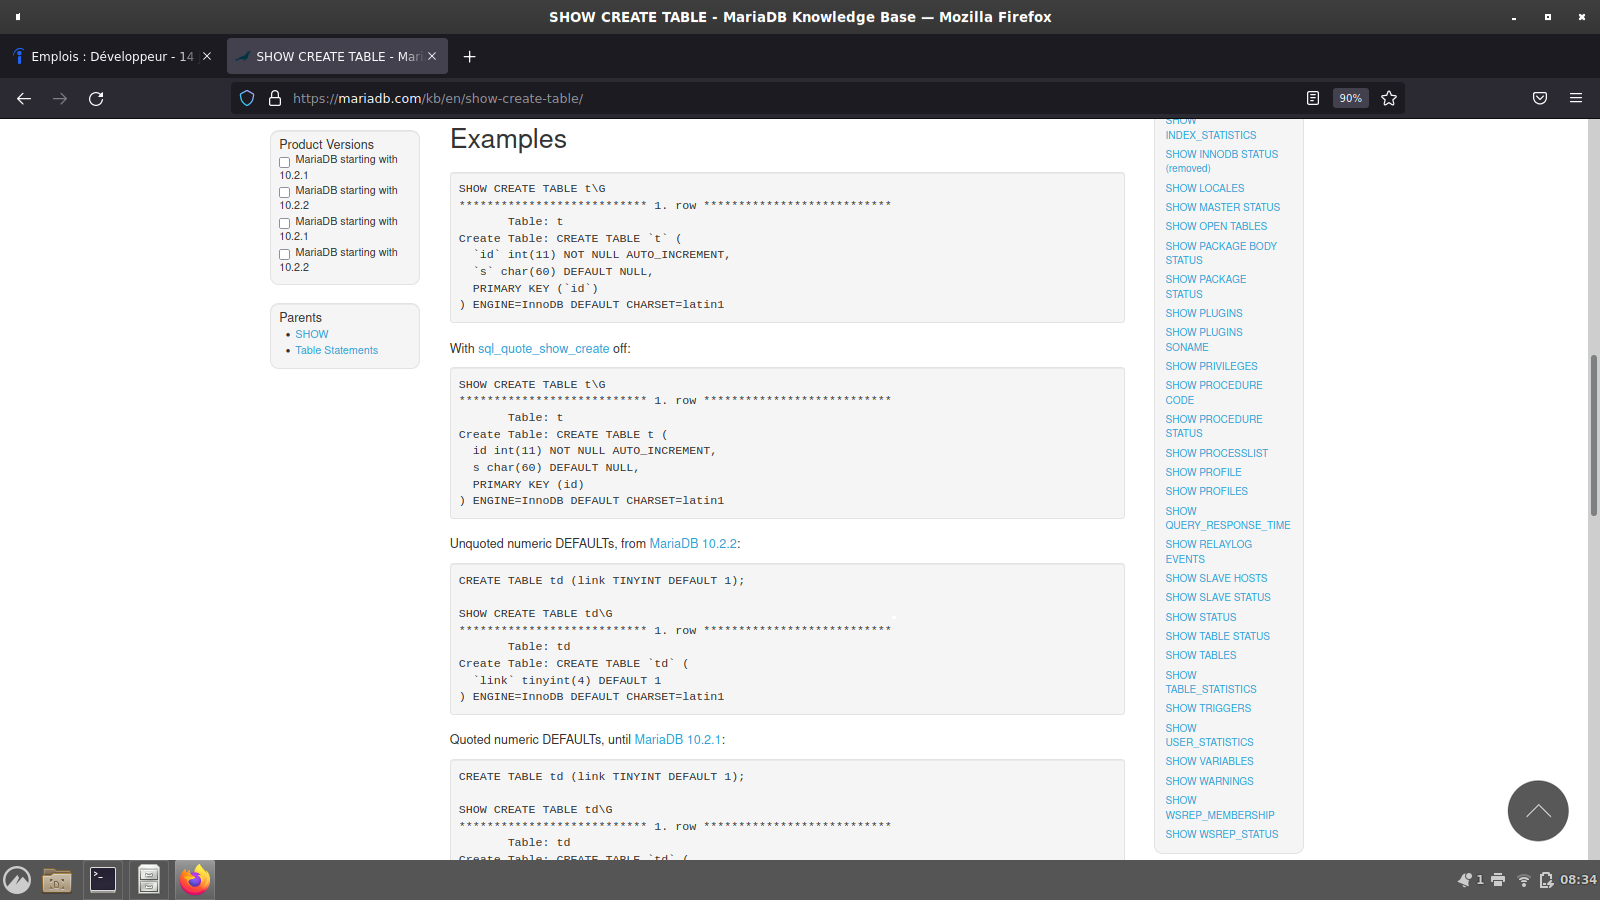 SHOW CREATE TABLE - MariaDB Knowledge Base — Mozilla Firefox
Emplois : Développeur - 14
SHOW CREATE TABLE - Mari
https://mariadb.com/kb/en/show-create-table/
90%
Product Versions
MariaDB starting with
10.2.1
MariaDB starting with
10.2.2
MariaDB starting with
10.2.1
MariaDB starting with
10.2.2
Parents
SHOW
Table Statements
Examples
SHOW CREATE TABLE t\G
*************************** 1. row ***************************
Table: t
Create Table: CREATE TABLE `t` (
`id` int(11) NOT NULL AUTO_INCREMENT,
`s` char(60) DEFAULT NULL,
PRIMARY KEY (`id`)
) ENGINE=InnoDB DEFAULT CHARSET=latin1
With sql_quote_show_create off:
SHOW CREATE TABLE t\G
*************************** 1. row ***************************
Table: t
Create Table: CREATE TABLE t (
id int(11) NOT NULL AUTO_INCREMENT,
s char(60) DEFAULT NULL,
PRIMARY KEY (id)
) ENGINE=InnoDB DEFAULT CHARSET=latin1
Unquoted numeric DEFAULTs, from MariaDB 10.2.2:
CREATE TABLE td (link TINYINT DEFAULT 1);
SHOW CREATE TABLE td\G
*************************** 1. row ***************************
Table: td
Create Table: CREATE TABLE `td` (
`link` tinyint(4) DEFAULT 1
) ENGINE=InnoDB DEFAULT CHARSET=latin1
Quoted numeric DEFAULTs, until MariaDB 10.2.1:
CREATE TABLE td (link TINYINT DEFAULT 1);
SHOW CREATE TABLE td\G
*************************** 1. row ***************************
Table: td
Create Table: CREATE TABLE `td` (
SHOW
INDEX_STATISTICS
SHOW INNODB STATUS
(removed)
SHOW LOCALES
SHOW MASTER STATUS
SHOW OPEN TABLES
SHOW PACKAGE BODY
STATUS
SHOW PACKAGE
STATUS
SHOW PLUGINS
SHOW PLUGINS
SONAME
SHOW PRIVILEGES
SHOW PROCEDURE
CODE
SHOW PROCEDURE
STATUS
SHOW PROCESSLIST
SHOW PROFILE
SHOW PROFILES
SHOW
QUERY_RESPONSE_TIME
SHOW RELAYLOG
EVENTS
SHOW SLAVE HOSTS
SHOW SLAVE STATUS
SHOW STATUS
SHOW TABLE STATUS
SHOW TABLES
SHOW
TABLE_STATISTICS
SHOW TRIGGERS
SHOW
USER_STATISTICS
SHOW VARIABLES
SHOW WARNINGS
SHOW
WSREP_MEMBERSHIP
SHOW WSREP_STATUS
1
08:34